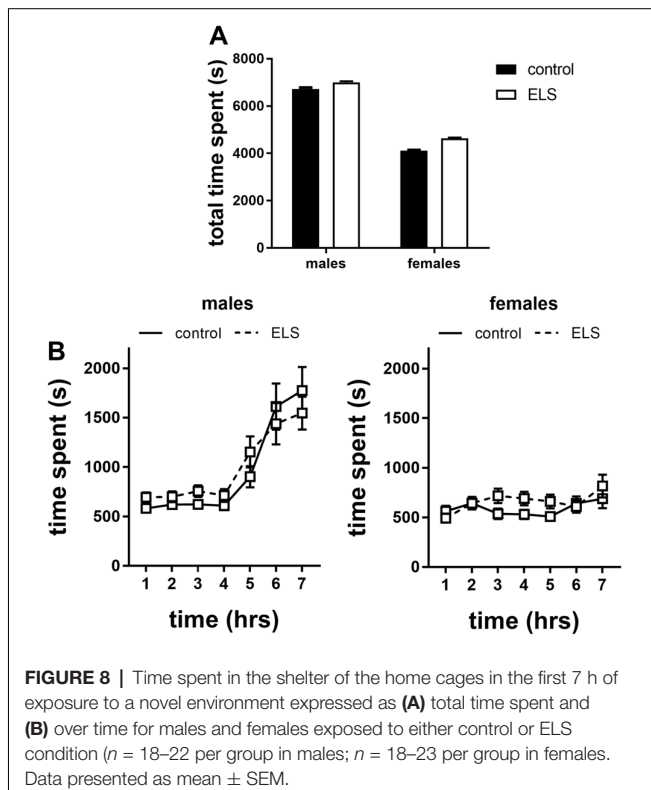 A
total time spent (s)
8000
6000
4000
2000
0
males
females
control
ELS
B
males
control
ELS
time spent (s)
2000
1500
1000
500
0
1 2 3 4 5 6 7
time (hrs)
females
control
ELS
time spent (s)
2000
1500
1000
500
0
1 2 3 4 5 6 7
time (hrs)
FIGURE 8 | Time spent in the shelter of the home cages in the first 7 h of
exposure to a novel environment expressed as (A) total time spent and
(B) over time for males and females exposed to either control or ELS
condition (n = 18–22 per group in males; n = 18–23 per group in females.
Data presented as mean ± SEM.